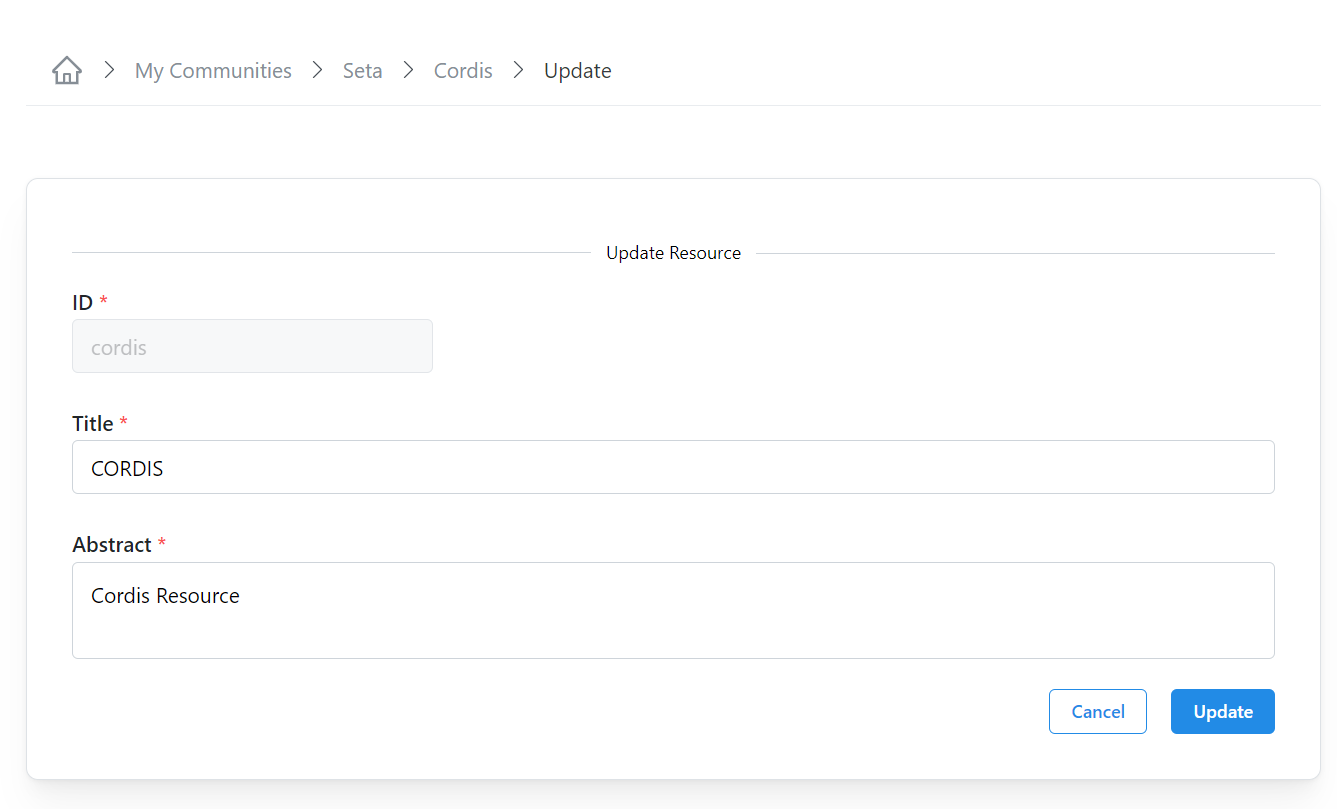 My Communities Seta Cordis Update
Update Resource
ID *
cordis
Title *
CORDIS
Abstract *
Cordis Resource
Cancel Update